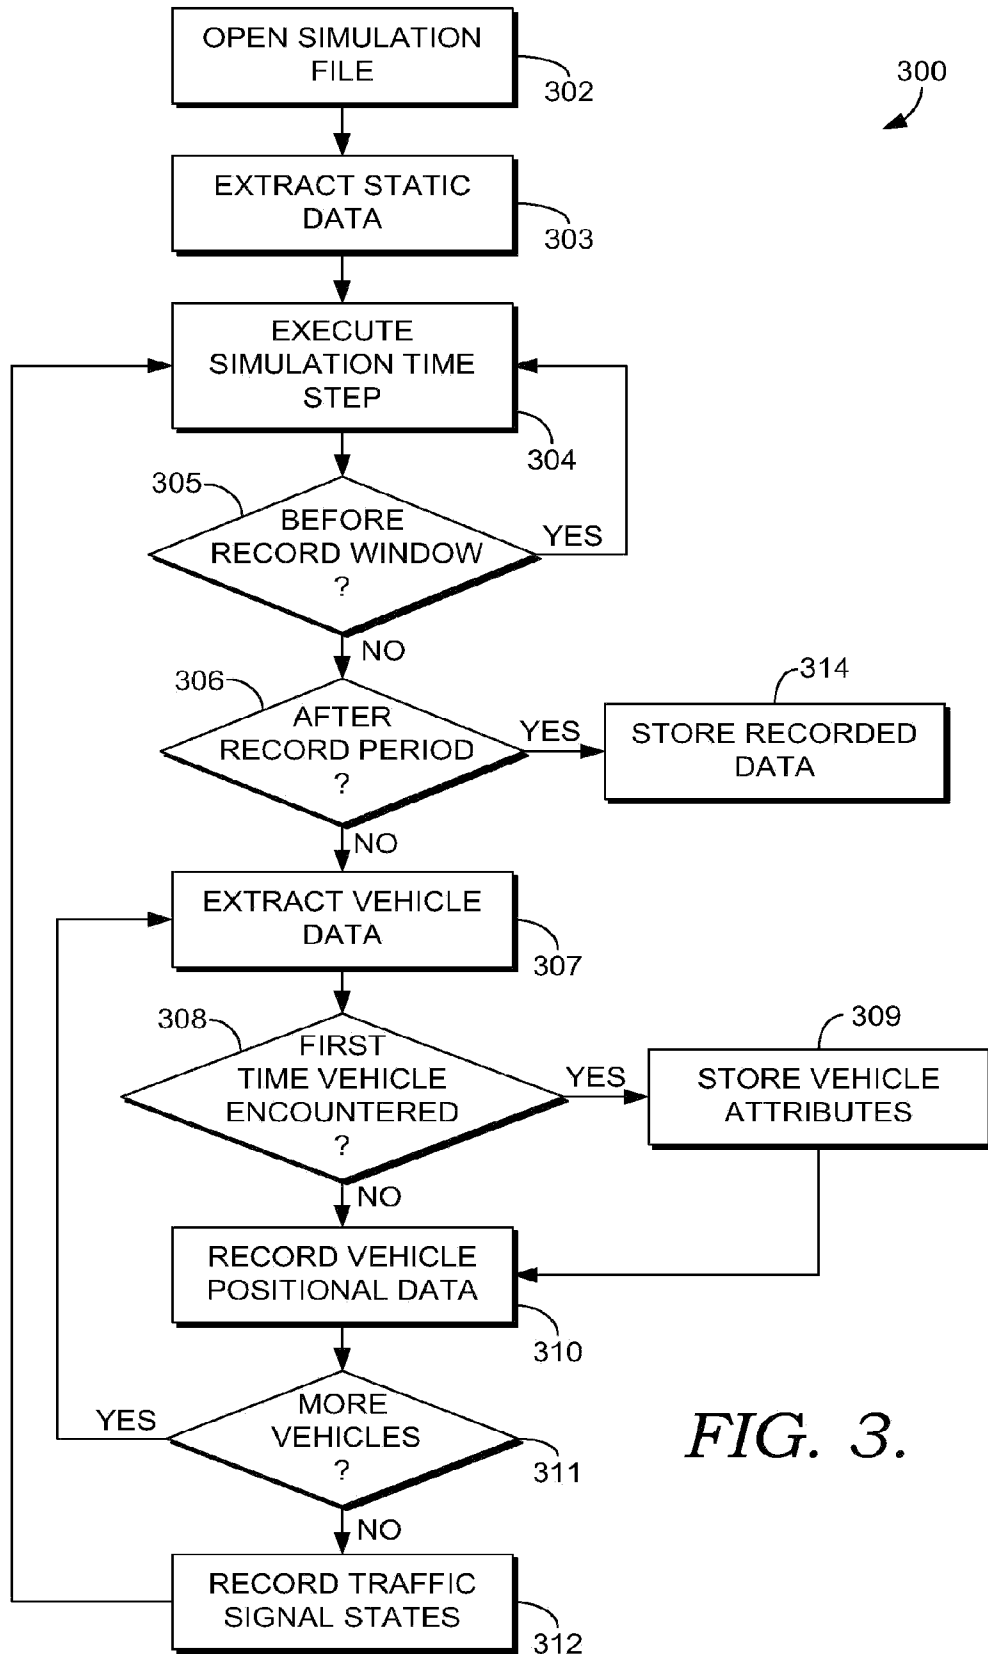 OPEN SIMULATION
FILE
302
300
EXTRACT STATIC
DATA
303
EXECUTE
SIMULATION TIME
STEP
304
305
BEFORE
RECORD WINDOW
?
YES
NO
306
AFTER
RECORD PERIOD
?
YES
314
STORE RECORDED
DATA
NO
EXTRACT VEHICLE
DATA
307
308
FIRST
TIME VEHICLE
ENCOUNTERED
?
YES
309
STORE VEHICLE
ATTRIBUTES
NO
RECORD VEHICLE
POSITIONAL DATA
310
MORE
VEHICLES
?
YES
311
NO
RECORD TRAFFIC
SIGNAL STATES
312
FIG. 3.